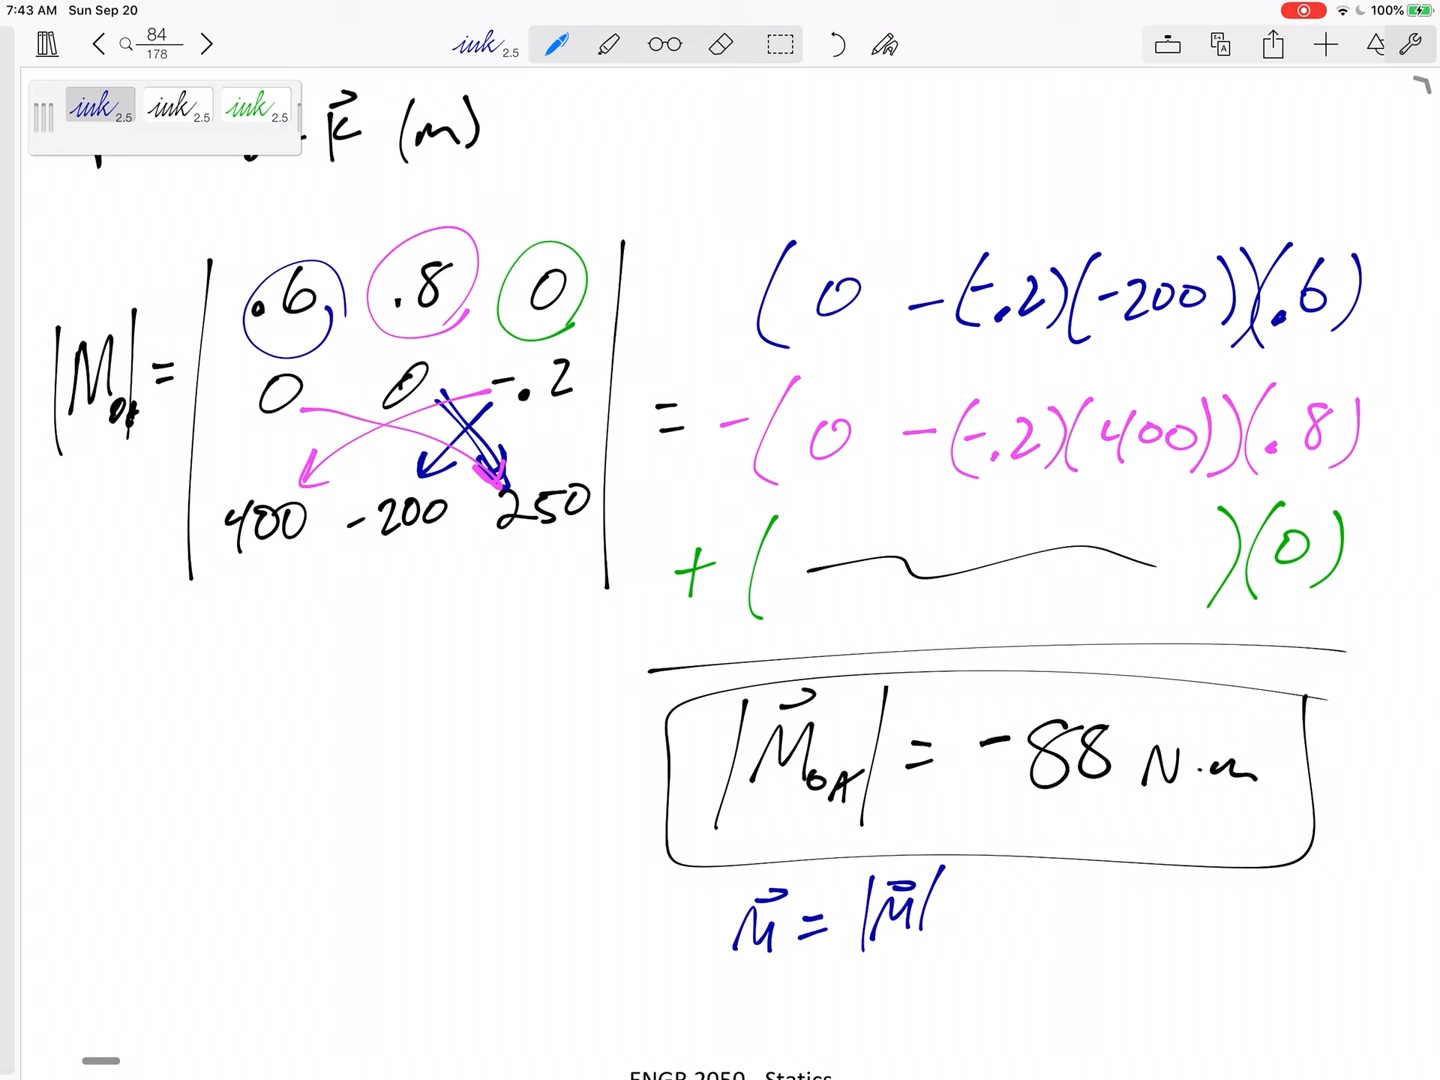 7:43 AM Sun Sep 20
100%
84
178
ink 2.5
ink 2.5 ink 2.5 ink 2.5
K (m)
|M_OA| = | .6 .8 0 |
0 0 -.2
400 -200 250
( 0 - (-.2)(-200))(.6)
= - ( 0 - (-.2)(400))(.8)
+ ( )(0)
|M_OA| = -88 N·m
M = |M|
ENGR 2050 - Statics